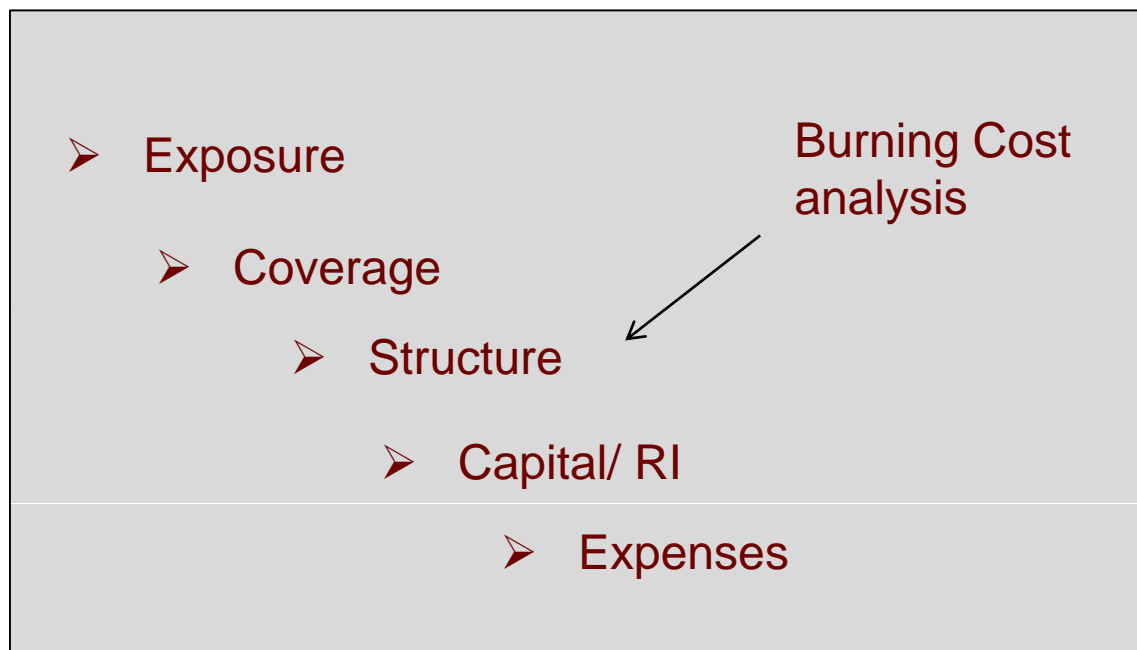 Exposure
Burning Cost
analysis
Coverage
Structure
Capital/ RI
Expenses